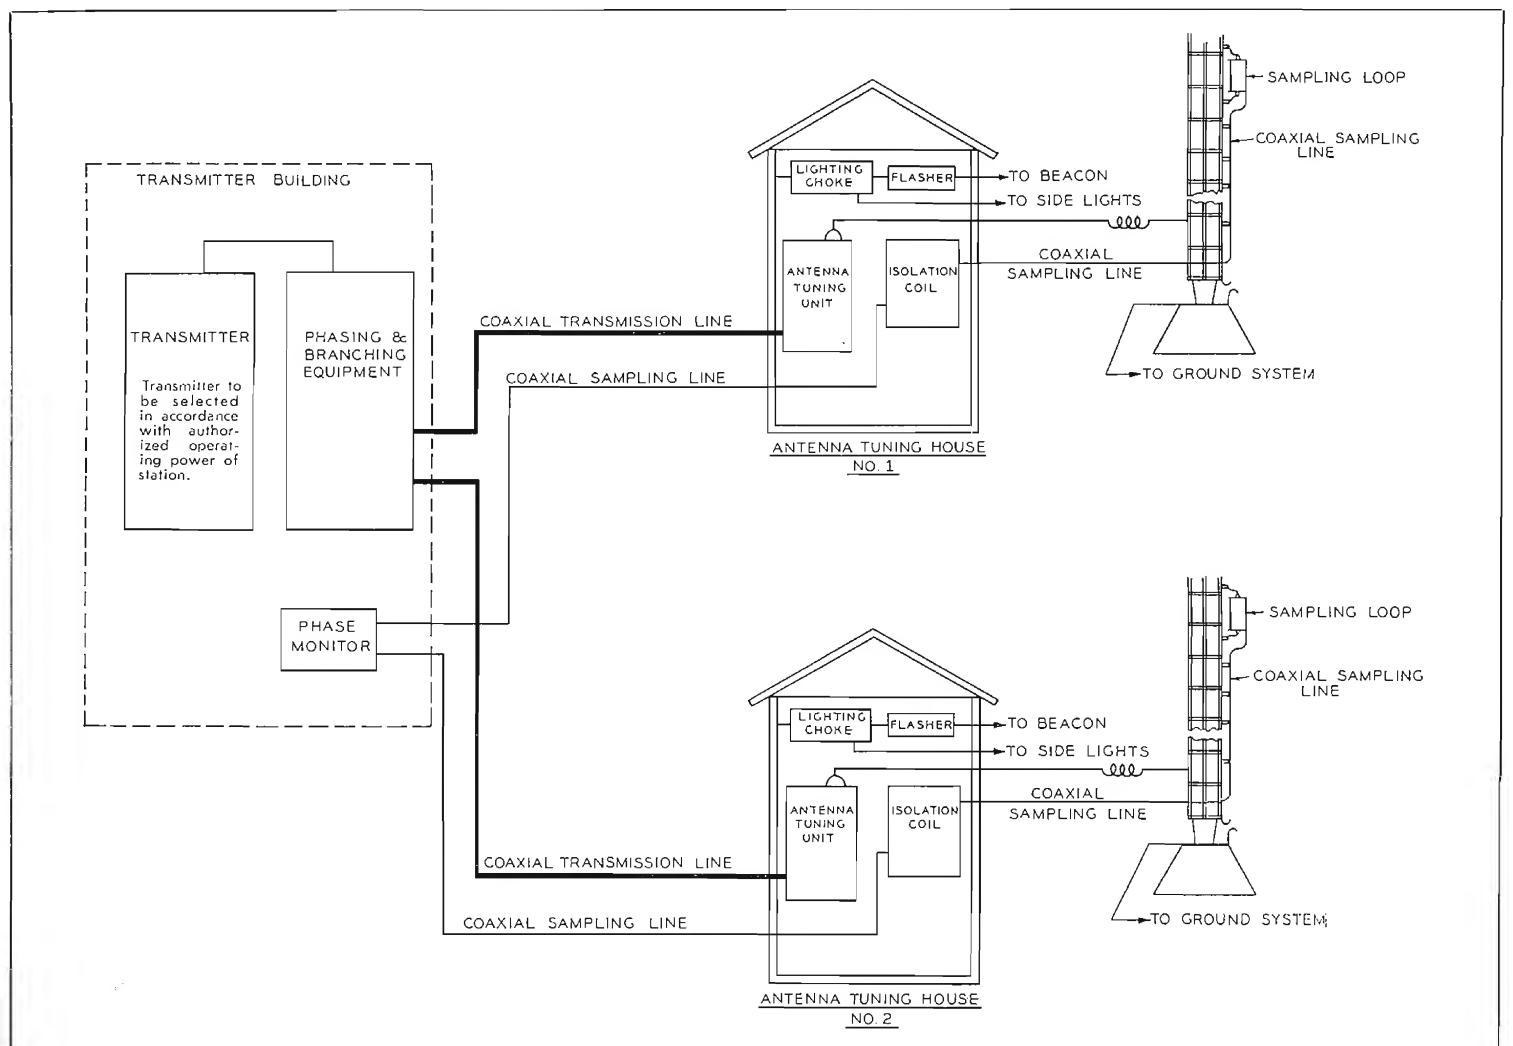 TRANSMITTER BUILDING
TRANSMITTER
Transmitter to
be selected
in accordance
with author-
ized operat-
ing power of
station.
PHASING &
BRANCHING
EQUIPMENT
PHASE
MONITOR
COAXIAL TRANSMISSION LINE
COAXIAL SAMPLING LINE
LIGHTING
CHOKE
FLASHER
TO BEACON
TO SIDE LIGHTS
ANTENNA
TUNING
UNIT
ISOLATION
COIL
COAXIAL
SAMPLING LINE
ANTENNA TUNING HOUSE
NO. 1
SAMPLING LOOP
COAXIAL SAMPLING
LINE
TO GROUND SYSTEM
COAXIAL TRANSMISSION LINE
COAXIAL SAMPLING LINE
LIGHTING
CHOKE
FLASHER
TO BEACON
TO SIDE LIGHTS
ANTENNA
TUNING
UNIT
ISOLATION
COIL
COAXIAL
SAMPLING LINE
ANTENNA TUNING HOUSE
NO. 2
SAMPLING LOOP
COAXIAL SAMPLING
LINE
TO GROUND SYSTEM